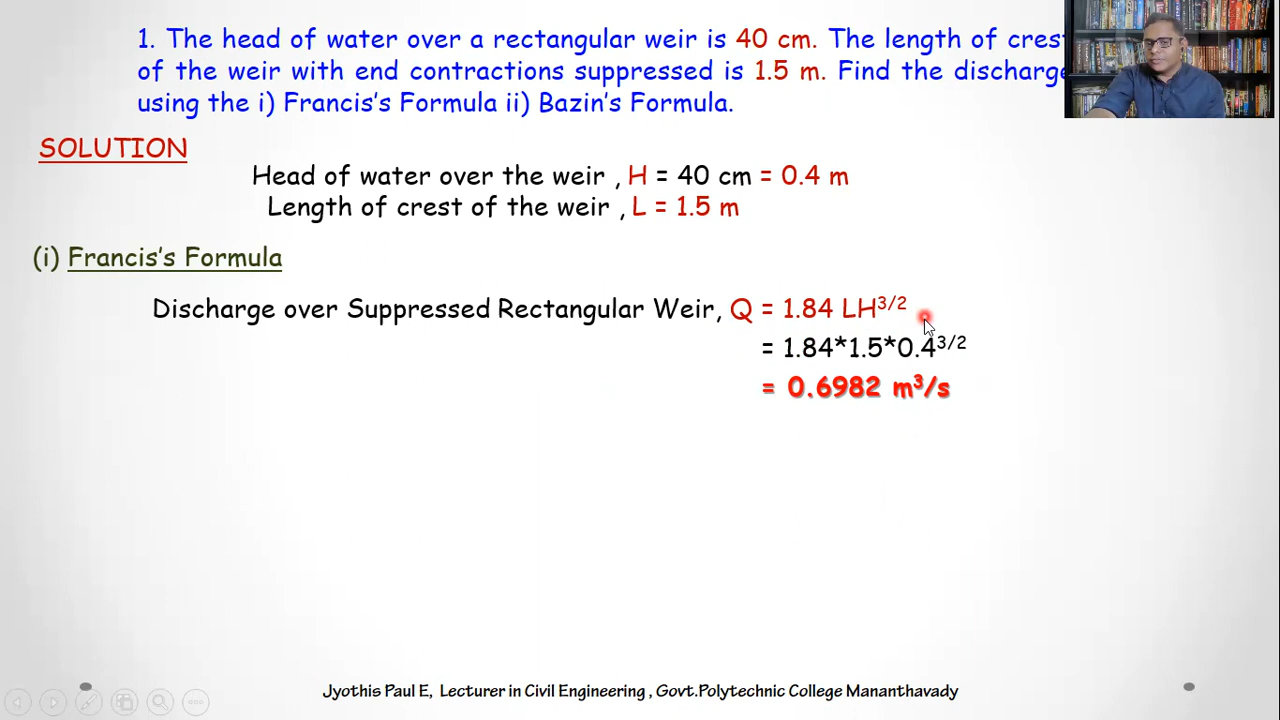 1. The head of water over a rectangular weir is 40 cm. The length of crest
of the weir with end contractions suppressed is 1.5 m. Find the discharge
using the i) Francis's Formula ii) Bazin's Formula.
SOLUTION
Head of water over the weir , H = 40 cm = 0.4 m
Length of crest of the weir , L = 1.5 m
(i) Francis's Formula
Discharge over Suppressed Rectangular Weir, Q = 1.84 LH^3/2
= 1.84*1.5*0.4^3/2
= 0.6982 m³/s
Jyothis Paul E, Lecturer in Civil Engineering , Govt.Polytechnic College Mananthavady